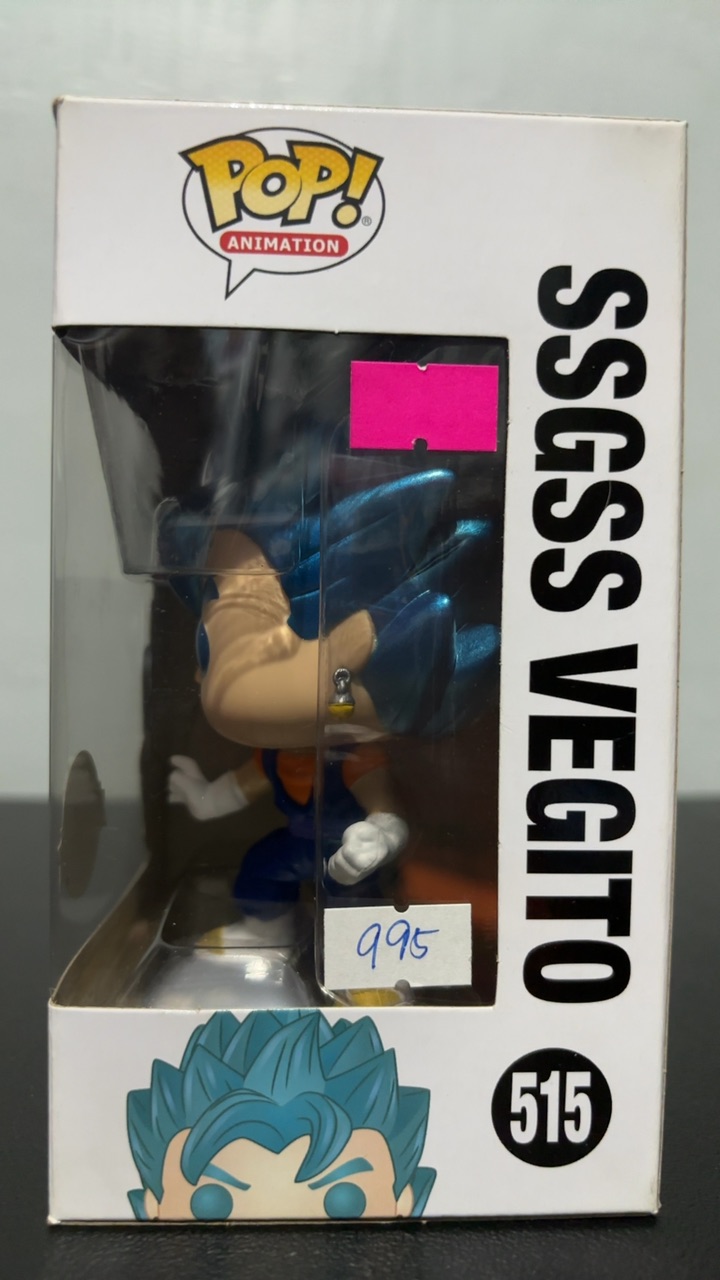 POP!
®
ANIMATION
SSGSS VEGITO
995
515